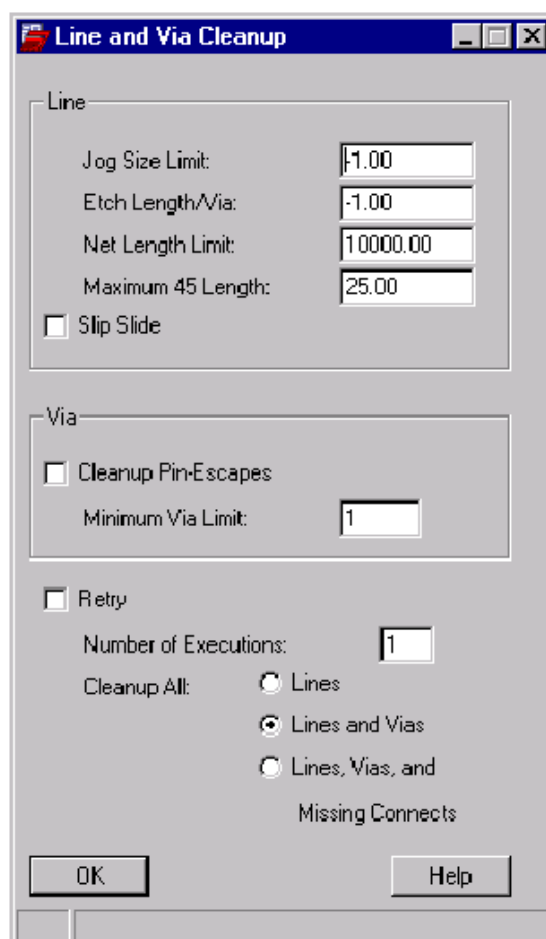 Line and Via Cleanup
Line
Jog Size Limit: -1.00
Etch Length/Via: -1.00
Net Length Limit: 10000.00
Maximum 45 Length: 25.00
Slip Slide
Via
Cleanup Pin-Escapes
Minimum Via Limit: 1
Retry
Number of Executions: 1
Cleanup All: Lines
Lines and Vias
Lines, Vias, and
Missing Connects
OK Help